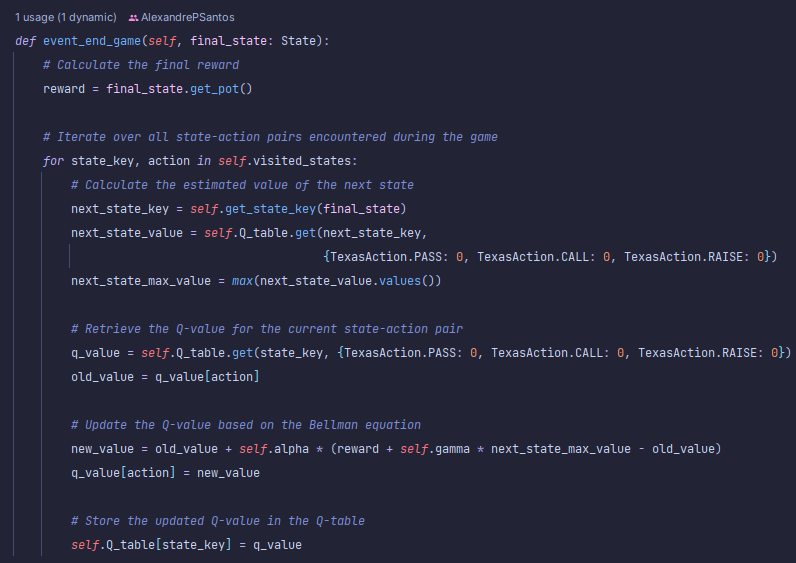 1 usage (1 dynamic) AlexandrePSantos
def event_end_game(self, final_state: State):
    # Calculate the final reward
    reward = final_state.get_pot()

    # Iterate over all state-action pairs encountered during the game
    for state_key, action in self.visited_states:
        # Calculate the estimated value of the next state
        next_state_key = self.get_state_key(final_state)
        next_state_value = self.Q_table.get(next_state_key,
                                            {TexasAction.PASS: 0, TexasAction.CALL: 0, TexasAction.RAISE: 0})
        next_state_max_value = max(next_state_value.values())

        # Retrieve the Q-value for the current state-action pair
        q_value = self.Q_table.get(state_key, {TexasAction.PASS: 0, TexasAction.CALL: 0, TexasAction.RAISE: 0})
        old_value = q_value[action]

        # Update the Q-value based on the Bellman equation
        new_value = old_value + self.alpha * (reward + self.gamma * next_state_max_value - old_value)
        q_value[action] = new_value

        # Store the updated Q-value in the Q-table
        self.Q_table[state_key] = q_value